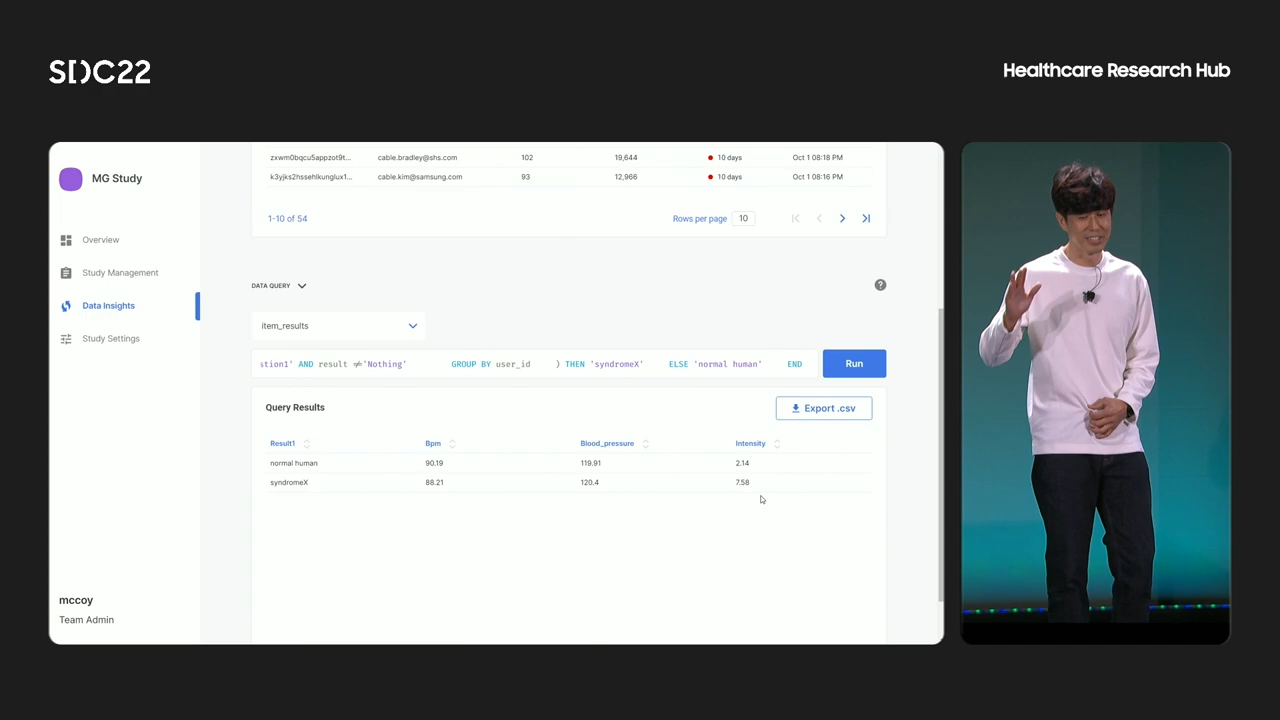 SDC22
Healthcare Research Hub
MG Study
Overview
Study Management
Data Insights
Study Settings
mccoy
Team Admin
zxwm0bqcu5appzot9t... cable.bradley@shs.com 102 19,644 10 days Oct 1 08:18 PM
k3yjks2hssehlkunglux1... cable.kim@samsung.com 93 12,966 10 days Oct 1 08:16 PM
1-10 of 54 Rows per page 10
DATA QUERY ?
item_results
stion1' AND result ≠'Nothing' GROUP BY user_id ) THEN 'syndromeX' ELSE 'normal human' END Run
Query Results Export .csv
Result1 Bpm Blood_pressure Intensity
normal human 90.19 119.91 2.14
syndromeX 88.21 120.4 7.58